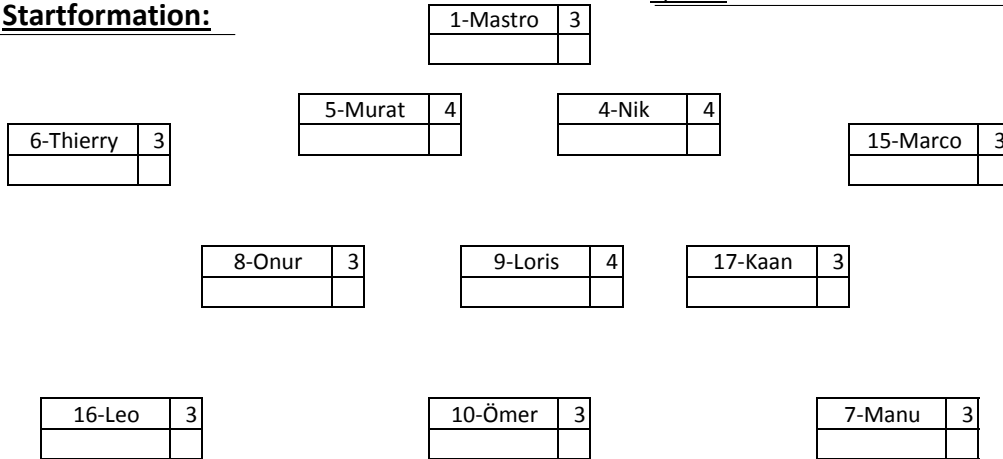 Startformation:
1-Mastro 3
5-Murat 4 4-Nik 4
6-Thierry 3 15-Marco 3
8-Onur 3 9-Loris 4 17-Kaan 3
16-Leo 3 10-Ömer 3 7-Manu 3